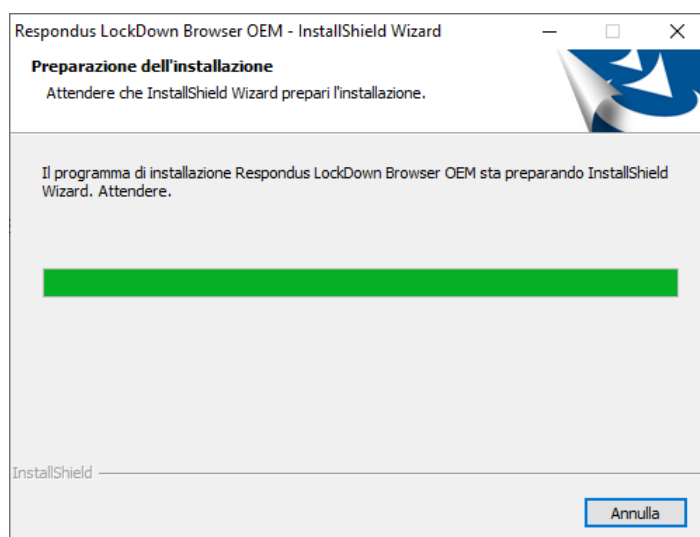 Respondus LockDown Browser OEM - InstallShield Wizard
Preparazione dell'installazione
Attendere che InstallShield Wizard prepari l'installazione.
Il programma di installazione Respondus LockDown Browser OEM sta preparando InstallShield
Wizard. Attendere.
InstallShield
Annulla